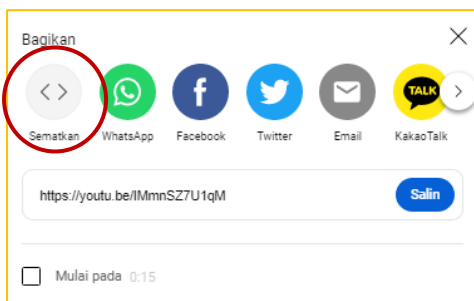 Bagikan
TALK
Sematkan WhatsApp Facebook Twitter Email KakaoTalk
https://youtu.be/IMmnSZ7U1qM Salin
Mulai pada 0:15